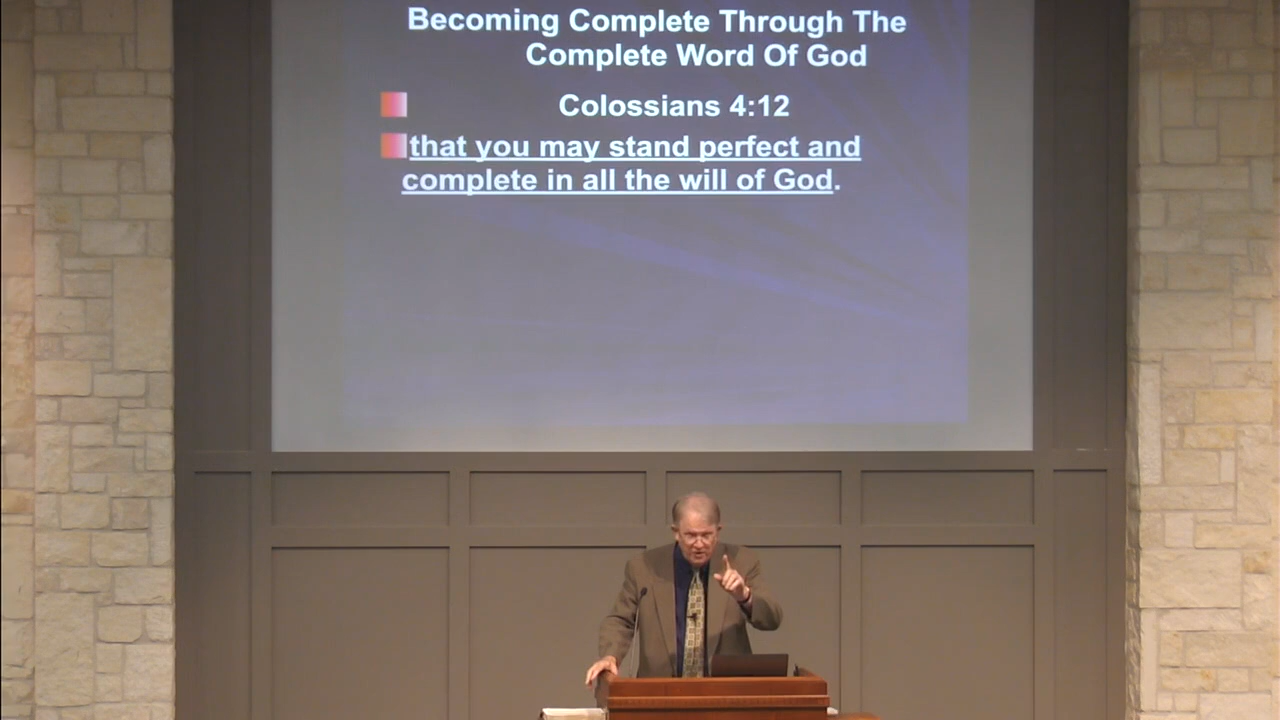 Becoming Complete Through The
Complete Word Of God
Colossians 4:12
that you may stand perfect and
complete in all the will of God.